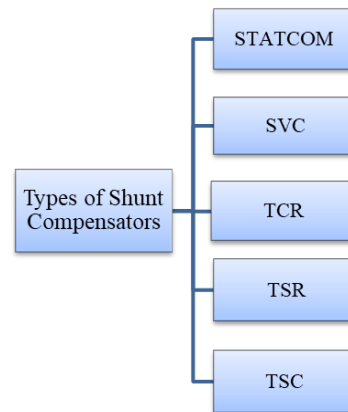 STATCOM
SVC
Types of Shunt
Compensators
TCR
TSR
TSC